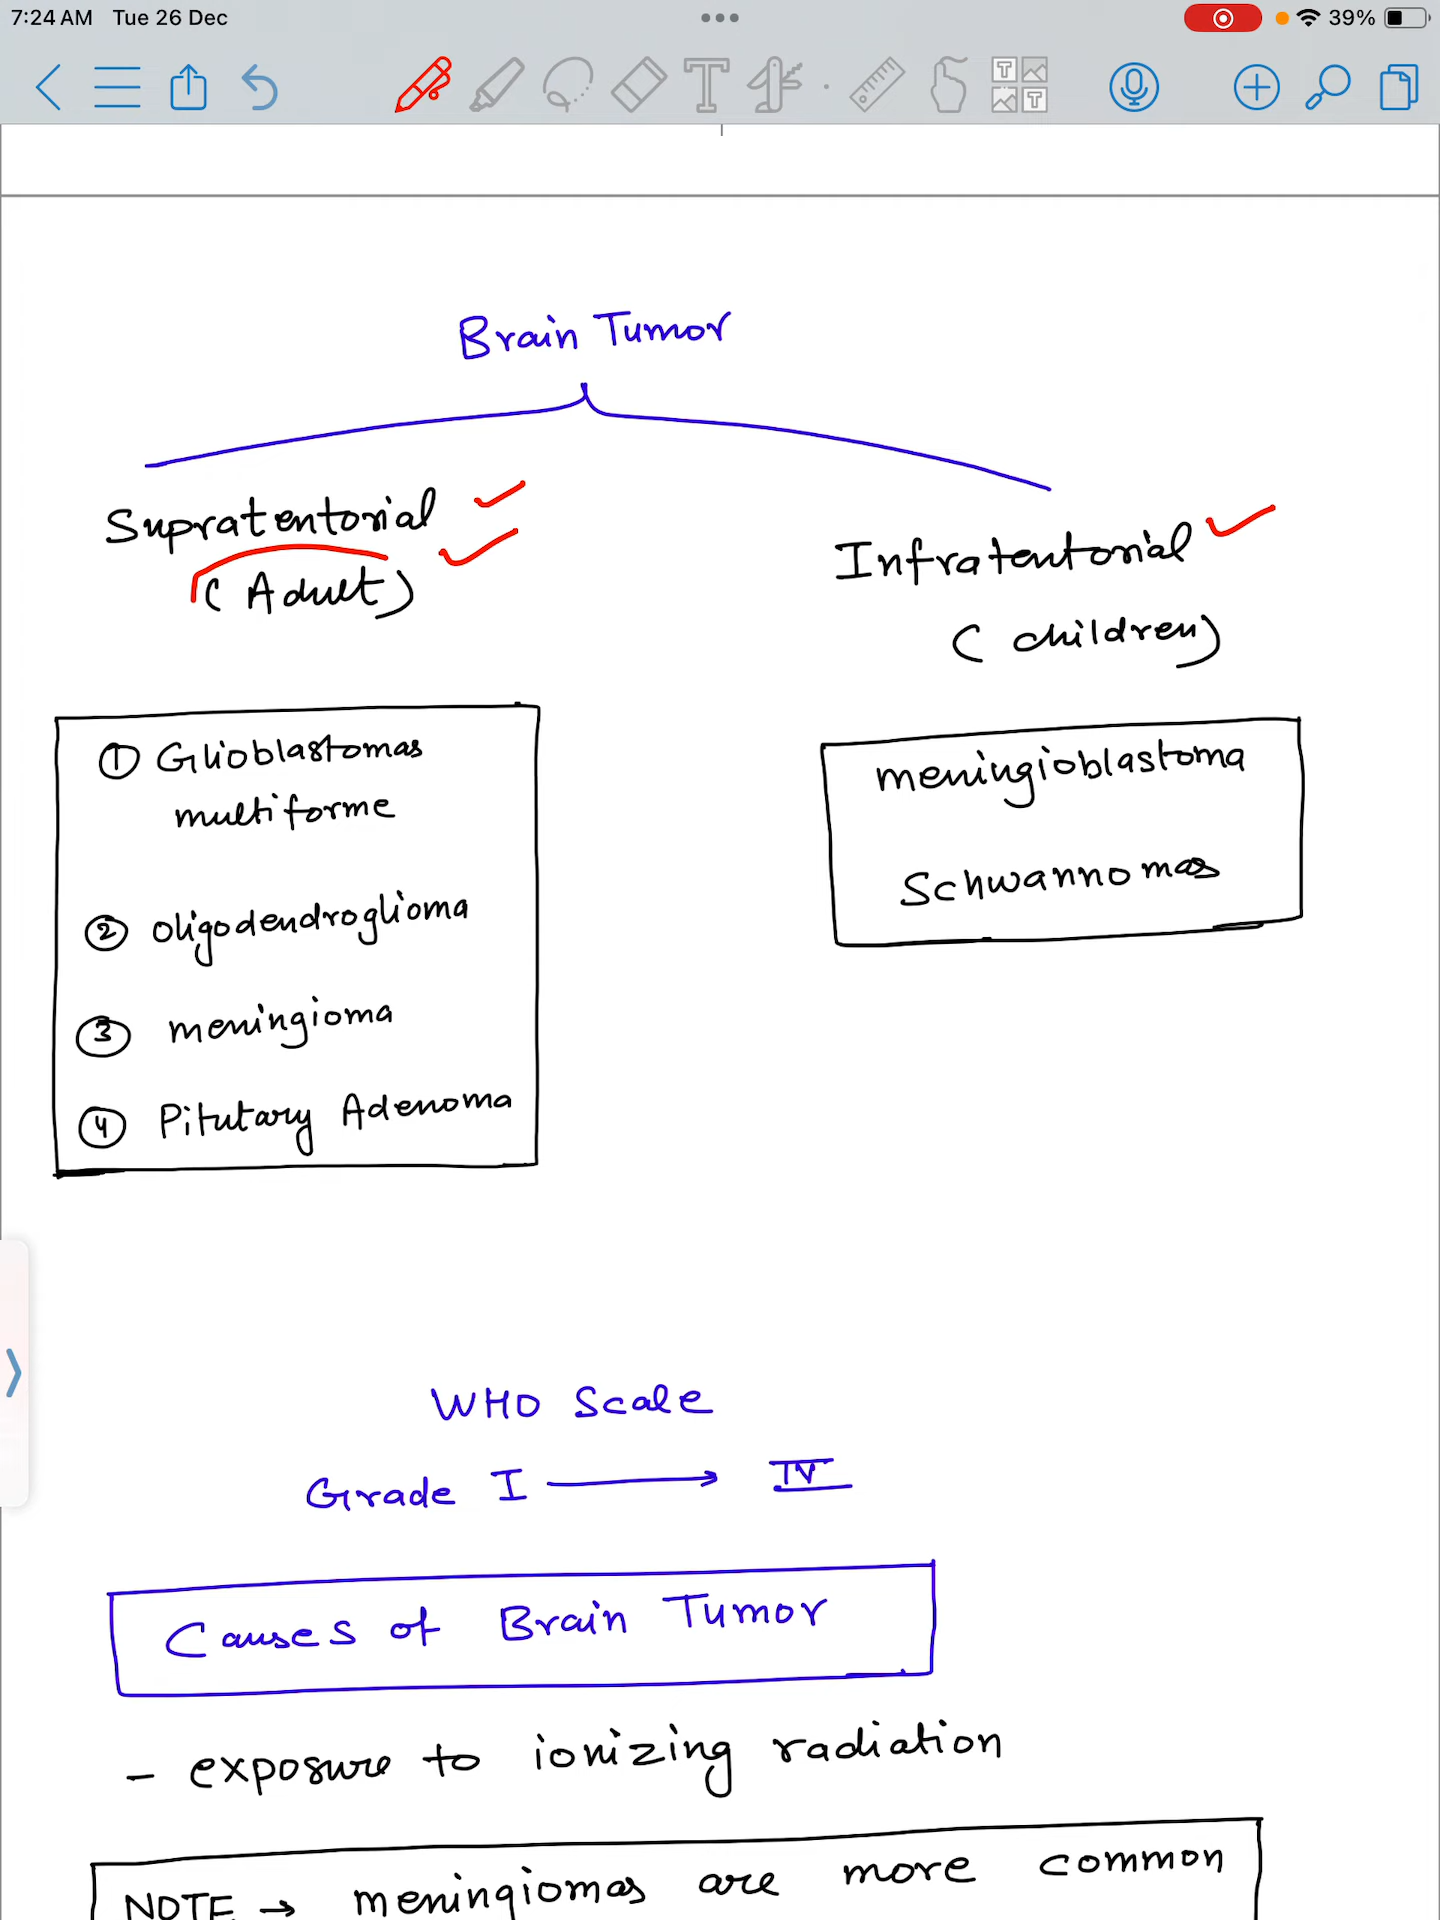 7:24 AM Tue 26 Dec
39%
Brain Tumor
Supratentorial
(Adult)
Infratentorial
(children)
① Glioblastomas
multiforme
② oligodendroglioma
③ meningioma
④ Pitutary Adenoma
meningioblastoma
Schwannomas
WHO Scale
Grade I → IV
Causes of Brain Tumor
- exposure to ionizing radiation
NOTE → meningiomas are more common